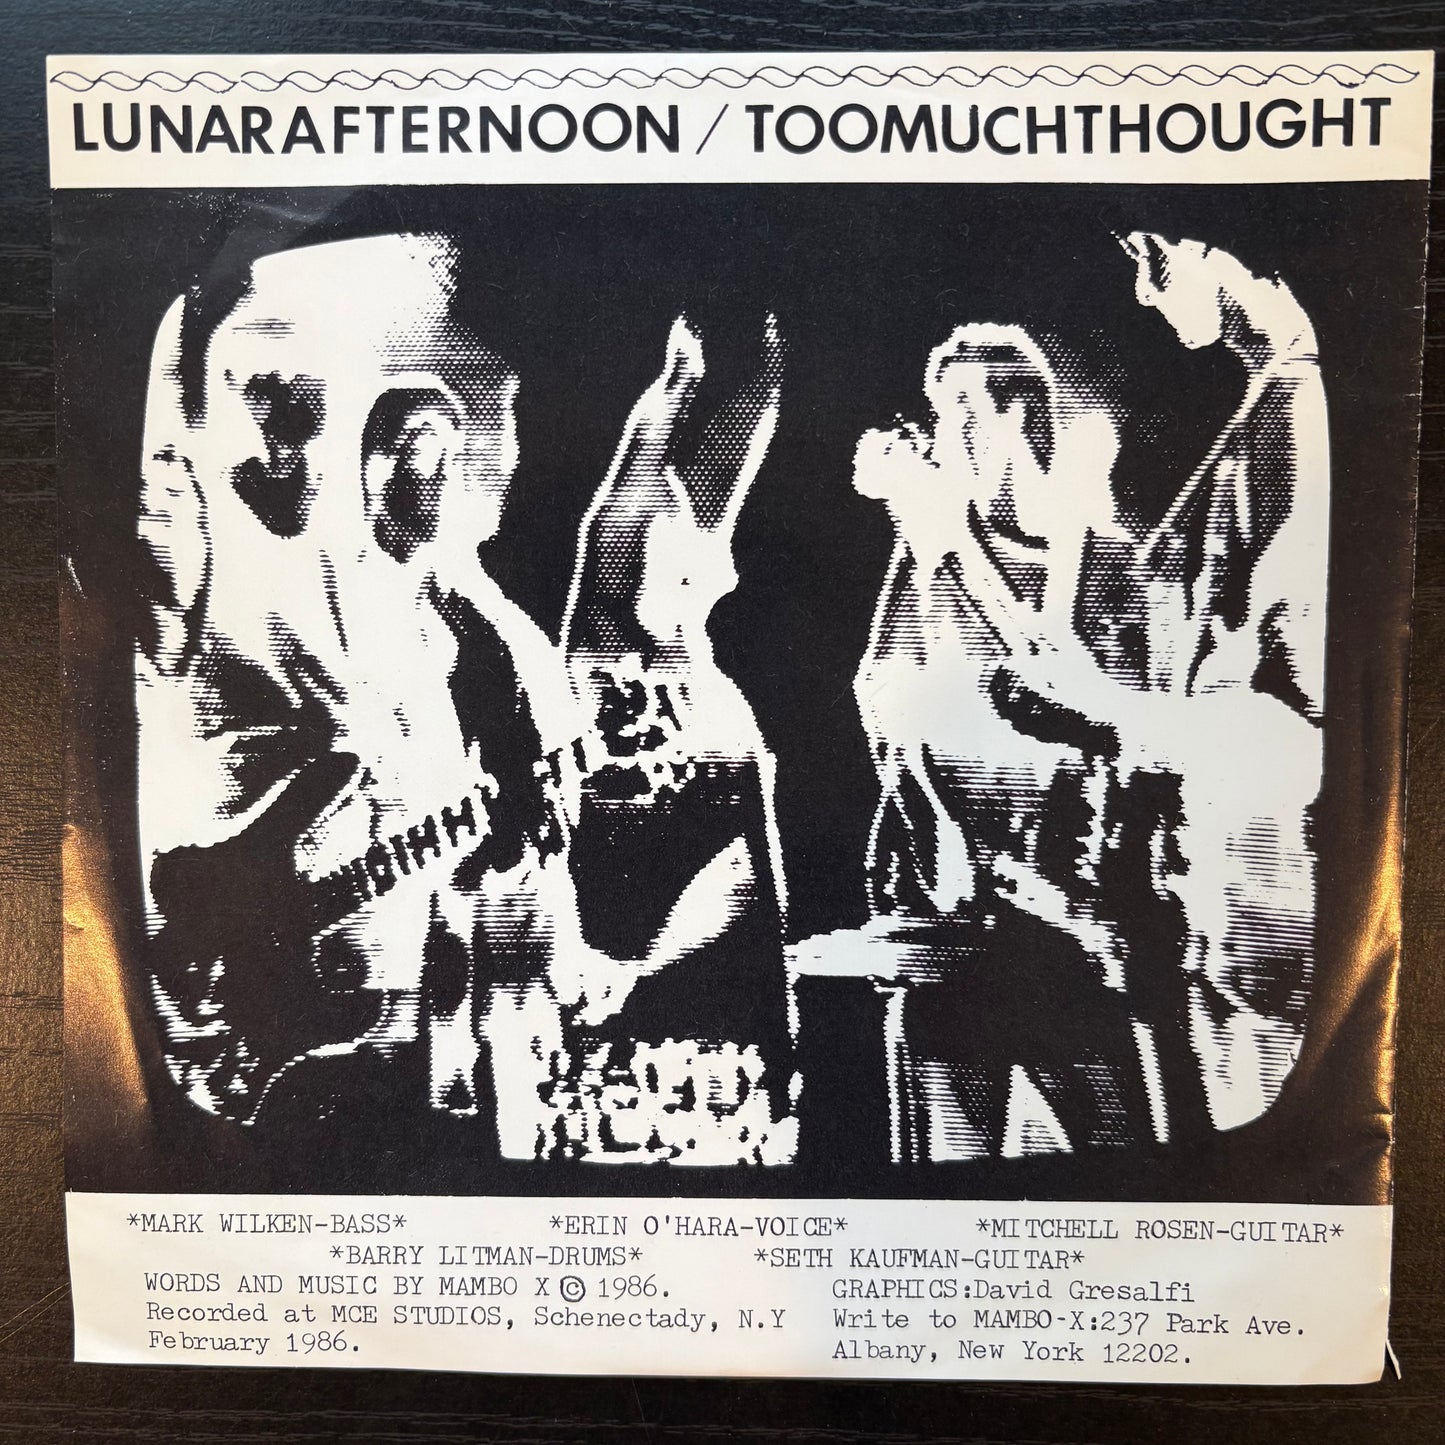 LUNARAFTERNOON / TOOMUCHTHOUGHT
*MARK WILKEN-BASS* *ERIN O'HARA-VOICE* *MITCHELL ROSEN-GUITAR*
*BARRY LITMAN-DRUMS* *SETH KAUFMAN-GUITAR*
WORDS AND MUSIC BY MAMBO X © 1986.
Recorded at MCE STUDIOS, Schenectady, N.Y
February 1986.
GRAPHICS:David Gresalfi
Write to MAMBO-X:237 Park Ave.
Albany, New York 12202.